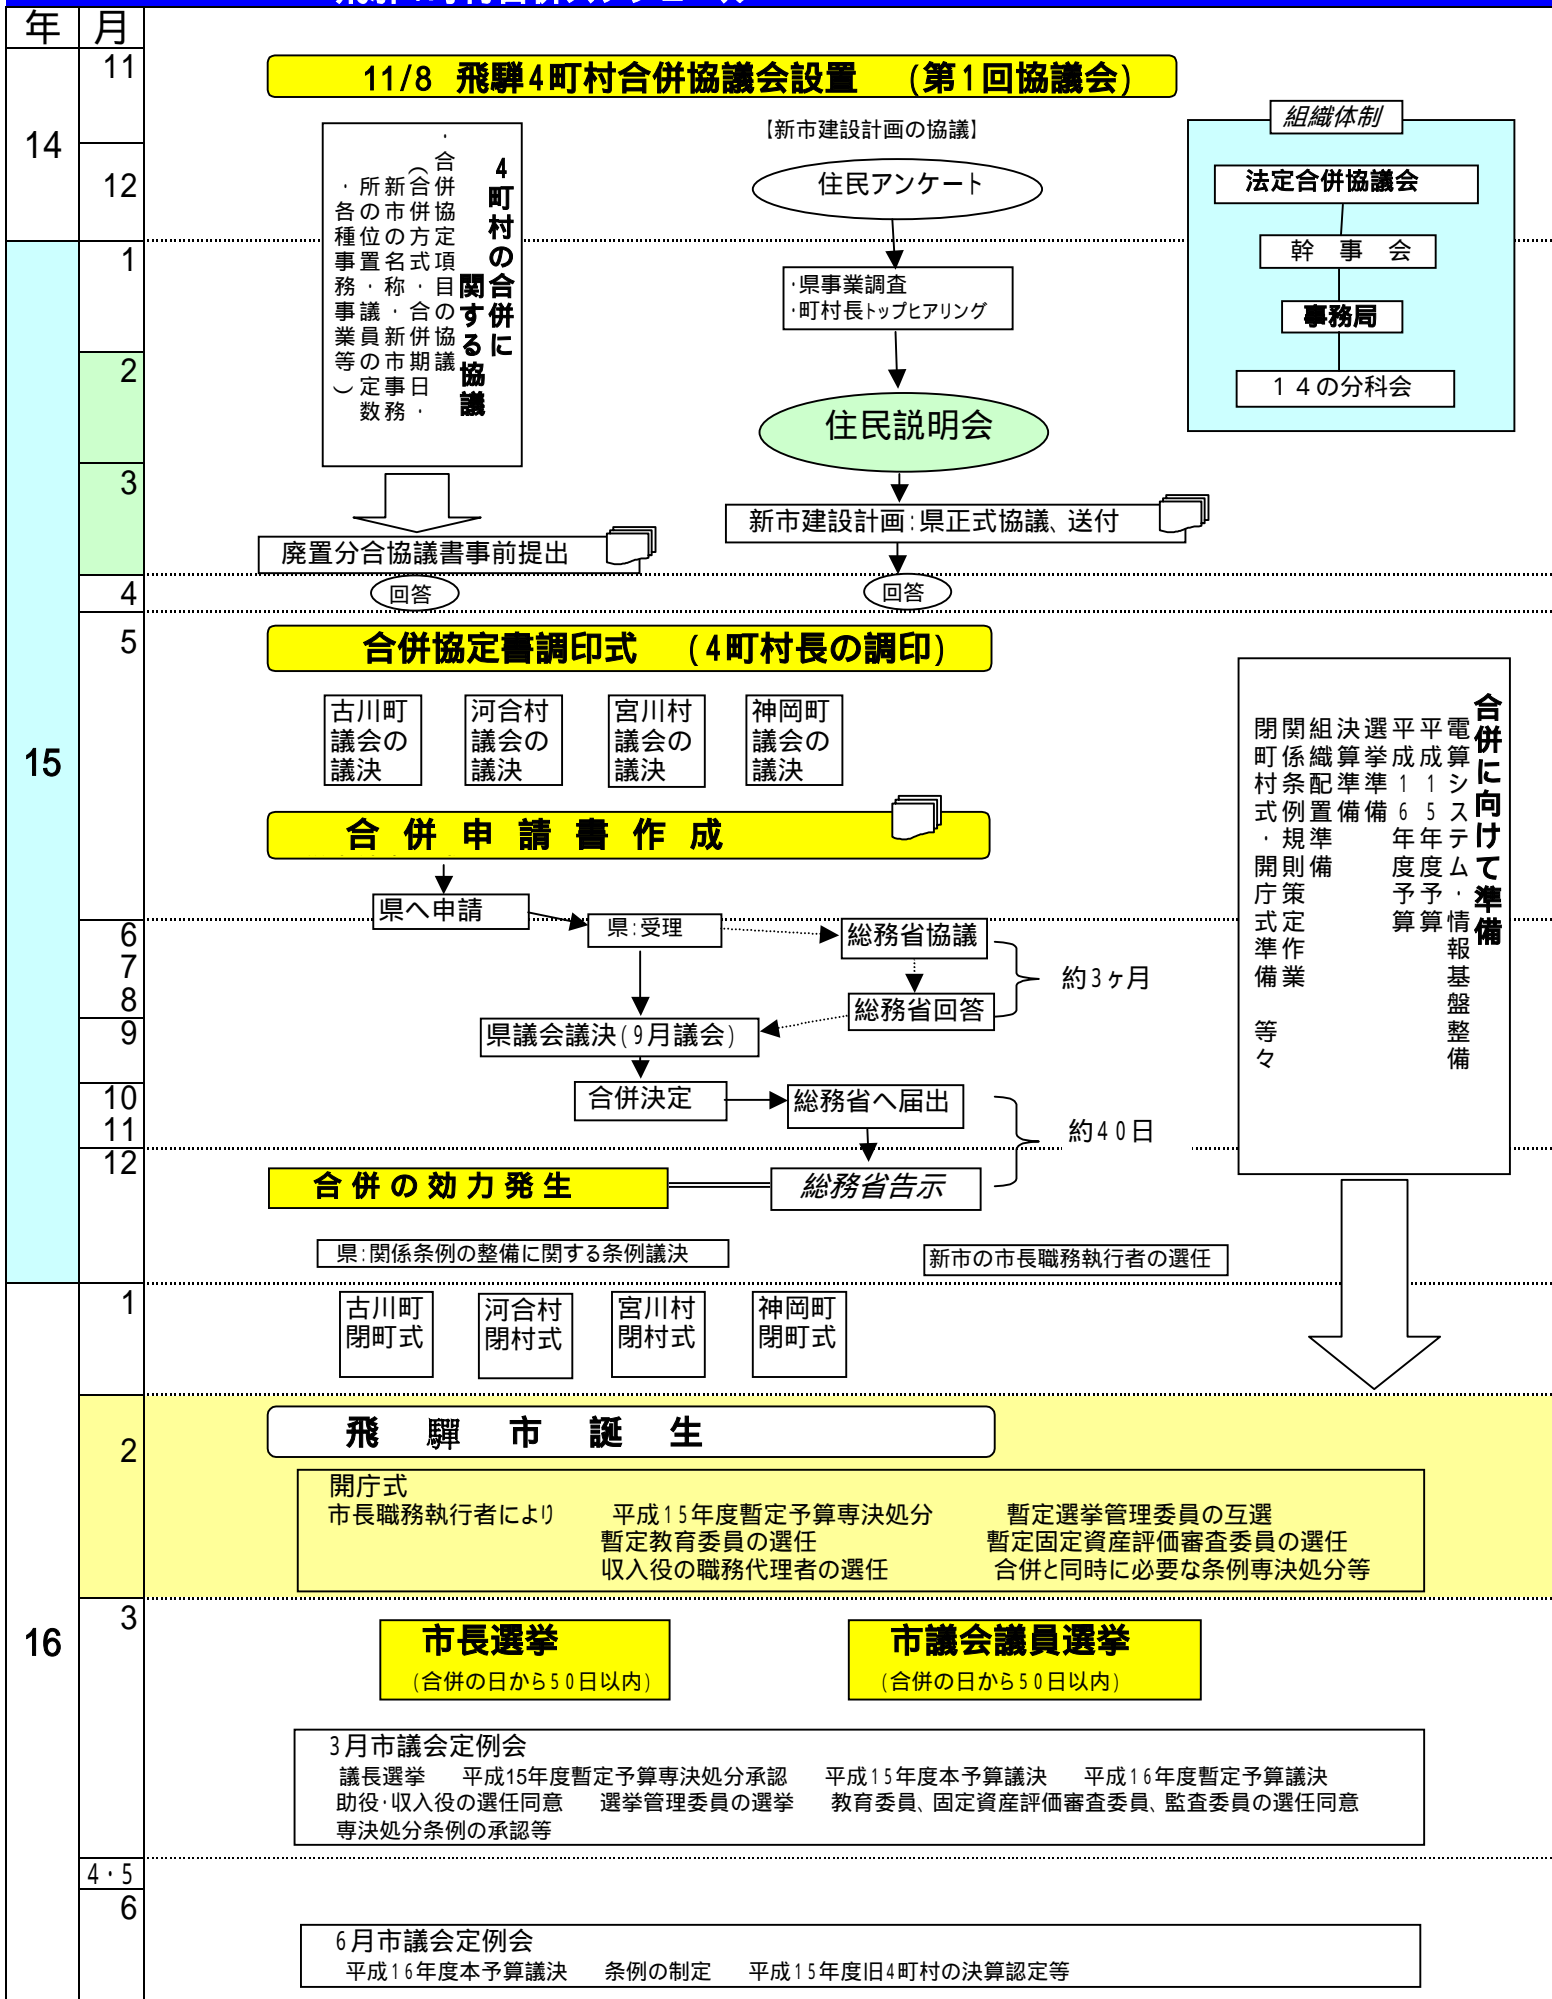 年
月
14
15
16
11
12
1
2
3
4
5
6
7
8
9
10
11
12
1
2
3
4・5
6
11/8 飛騨4町村合併協議会設置 (第1回協議会)
4町村の合併に
関する協議
・合併協定項目の協議
(合併方式・合併期日・
新市の名称・新市事務
所の位置・議員の定数
・各種事務事業等)
【新市建設計画の協議】
住民アンケート
・県事業調査
・町村長トップヒアリング
住民説明会
新市建設計画:県正式協議、送付
回答
組織体制
法定合併協議会
幹 事 会
事務局
14の分科会
廃置分合協議書事前提出
回答
合併協定書調印式 (4町村長の調印)
古川町
議会の
議決
河合村
議会の
議決
宮川村
議会の
議決
神岡町
議会の
議決
合 併 申 請 書 作 成
県へ申請
県:受理
総務省協議
総務省回答
約3ヶ月
県議会議決(9月議会)
合併決定
総務省へ届出
約40日
合 併 の 効 力 発 生
総務省告示
県:関係条例の整備に関する条例議決
新市の市長職務執行者の選任
合併に向けて準備
電算システム・情報基盤整備
平成15年度予算
平成16年度予算
選挙準備
決算準備
組織配置準備
関係条例規則策定作業
閉町村式・開庁式準備 等々
古川町
閉町式
河合村
閉村式
宮川村
閉村式
神岡町
閉町式
飛 騨 市 誕 生
開庁式
市長職務執行者により 平成15年度暫定予算専決処分 暫定選挙管理委員の互選
暫定教育委員の選任 暫定固定資産評価審査委員の選任
収入役の職務代理者の選任 合併と同時に必要な条例専決処分等
市長選挙
(合併の日から50日以内)
市議会議員選挙
(合併の日から50日以内)
3月市議会定例会
議長選挙 平成15年度暫定予算専決処分承認 平成15年度本予算議決 平成16年度暫定予算議決
助役・収入役の選任同意 選挙管理委員の選挙 教育委員、固定資産評価審査委員、監査委員の選任同意
専決処分条例の承認等
6月市議会定例会
平成16年度本予算議決 条例の制定 平成15年度旧4町村の決算認定等